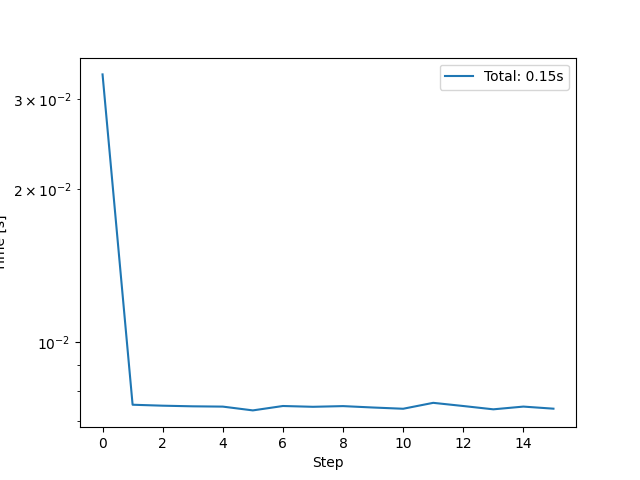 Total: 0.15s
3 × 10⁻²
2 × 10⁻²
10⁻²
0 2 4 6 8 10 12 14
Step
[s]